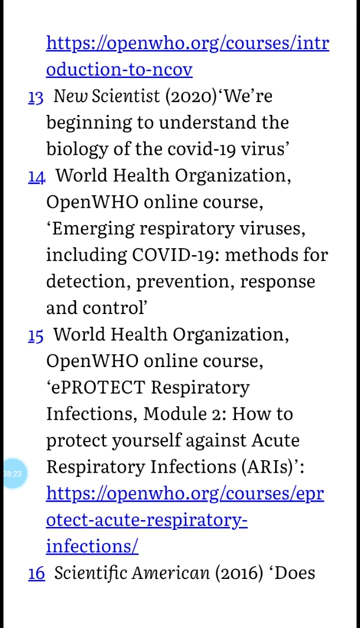 https://openwho.org/courses/intr
oduction-to-ncov
13 New Scientist (2020)‘We’re
beginning to understand the
biology of the covid-19 virus’
14 World Health Organization,
OpenWHO online course,
‘Emerging respiratory viruses,
including COVID-19: methods for
detection, prevention, response
and control’
15 World Health Organization,
OpenWHO online course,
‘ePROTECT Respiratory
Infections, Module 2: How to
protect yourself against Acute
Respiratory Infections (ARIs)’:
https://openwho.org/courses/epr
otect-acute-respiratory-
infections/
16 Scientific American (2016) ‘Does